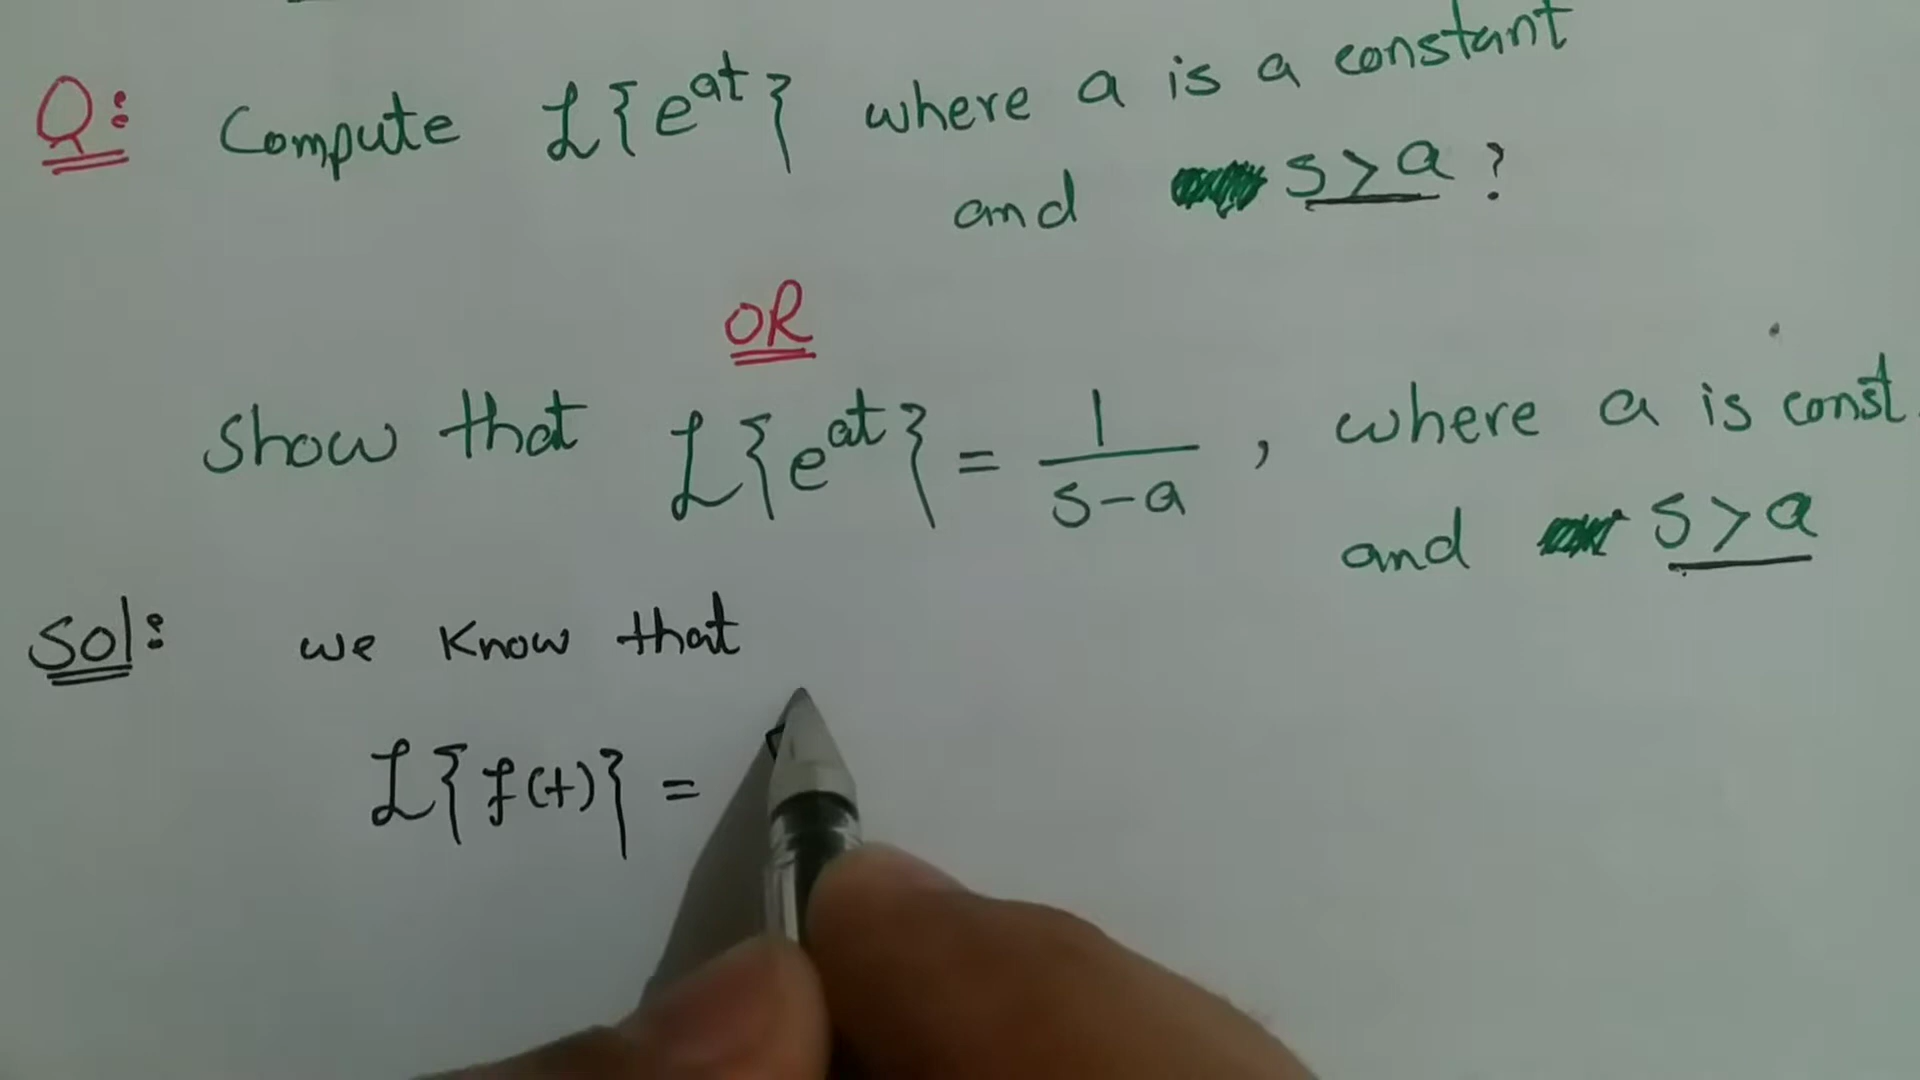 Q: Compute ℒ{e^at} where a is a constant
and s>a ?
OR
Show that ℒ{e^at} = 1/(s-a) , where a is const.
and s>a
Sol: we know that
ℒ{f(t)} =